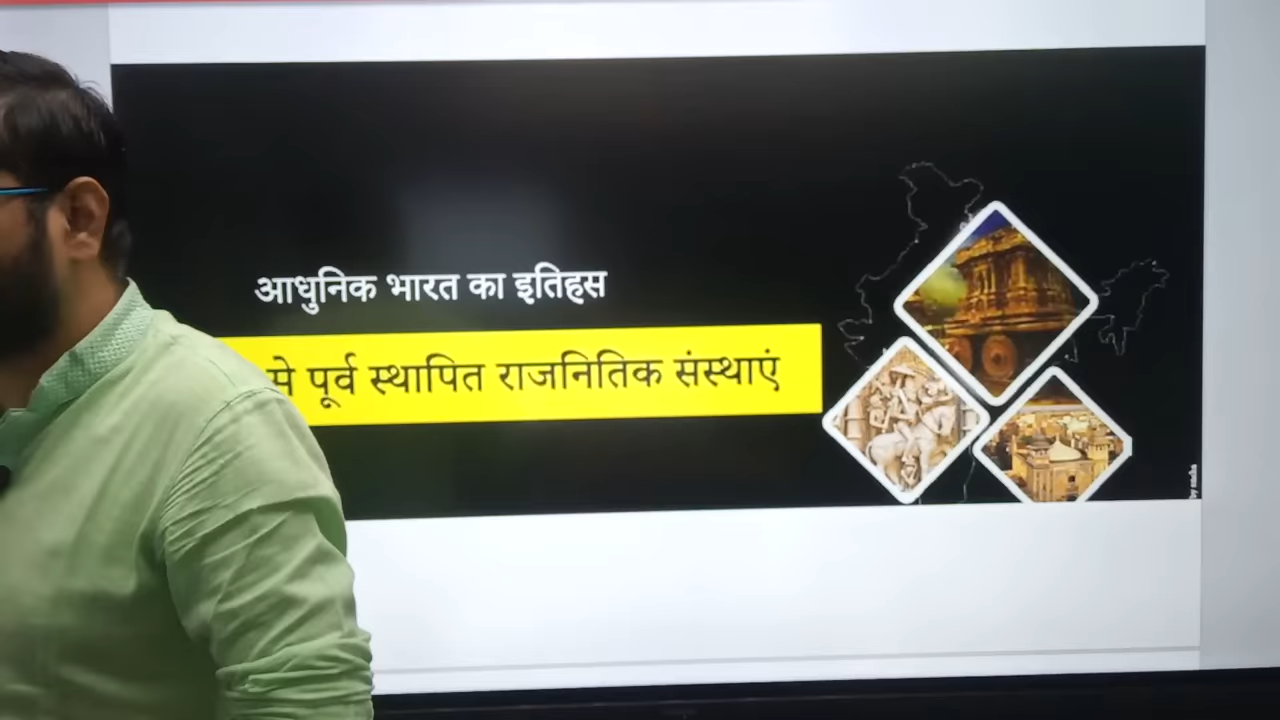 आधुनिक भारत का इतिहस
से पूर्व स्थापित राजनितिक संस्थाएं